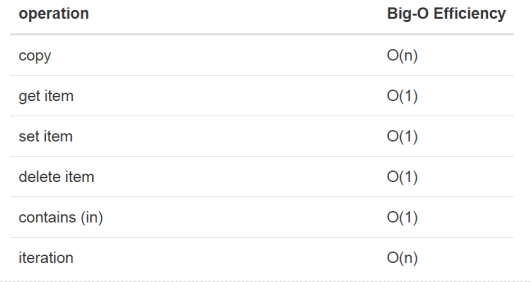 operation Big-O Efficiency
copy O(n)
get item O(1)
set item O(1)
delete item O(1)
contains (in) O(1)
iteration O(n)